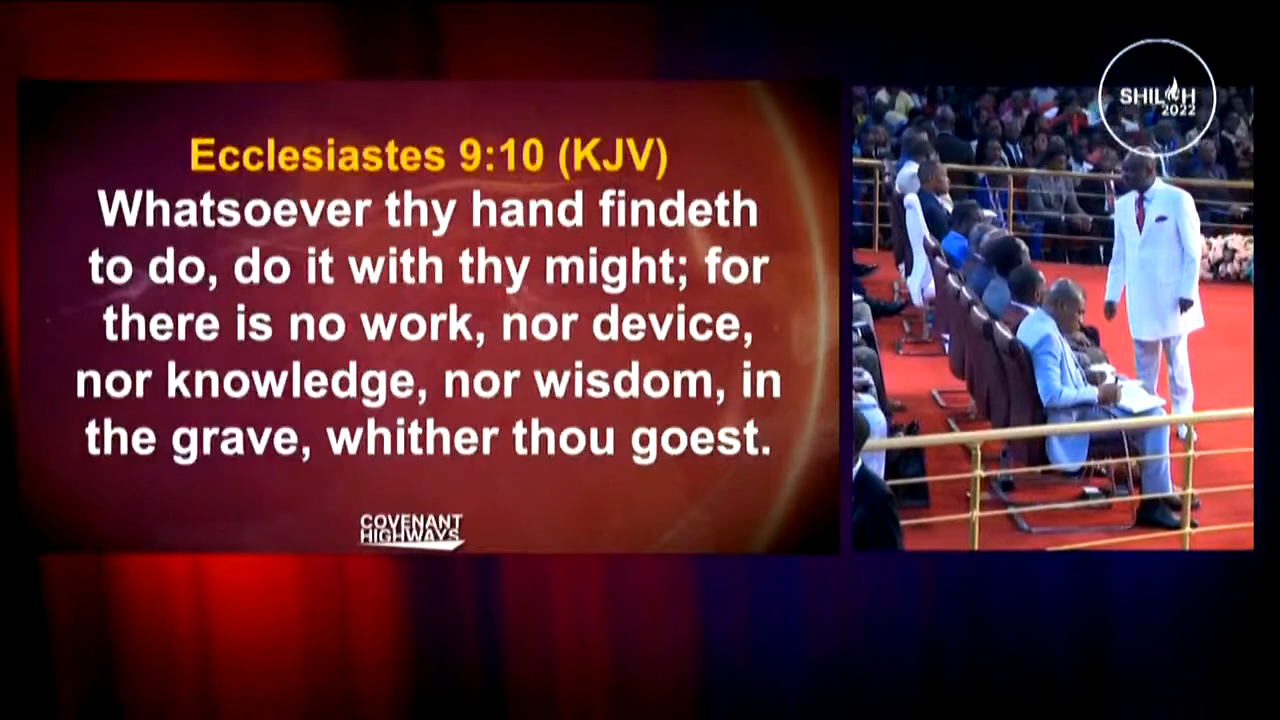 Ecclesiastes 9:10 (KJV)
Whatsoever thy hand findeth
to do, do it with thy might; for
there is no work, nor device,
nor knowledge, nor wisdom, in
the grave, whither thou goest.
COVENANT
HIGHWAYS
SHILOH
2022